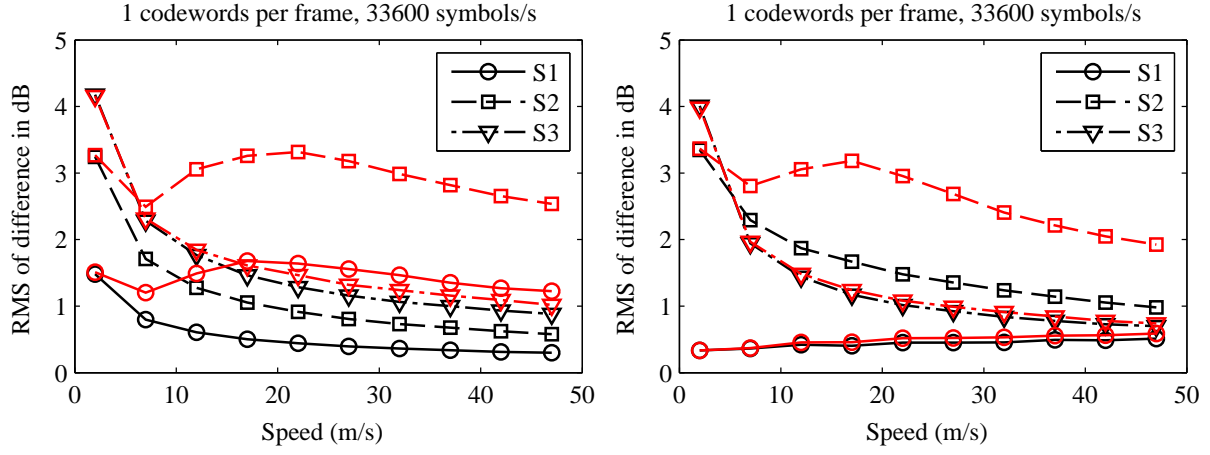 1 codewords per frame, 33600 symbols/s
5
4
3
2
1
0
RMS of difference in dB
0 10 20 30 40 50
Speed (m/s)
S1
S2
S3
1 codewords per frame, 33600 symbols/s
5
4
3
2
1
0
RMS of difference in dB
0 10 20 30 40 50
Speed (m/s)
S1
S2
S3